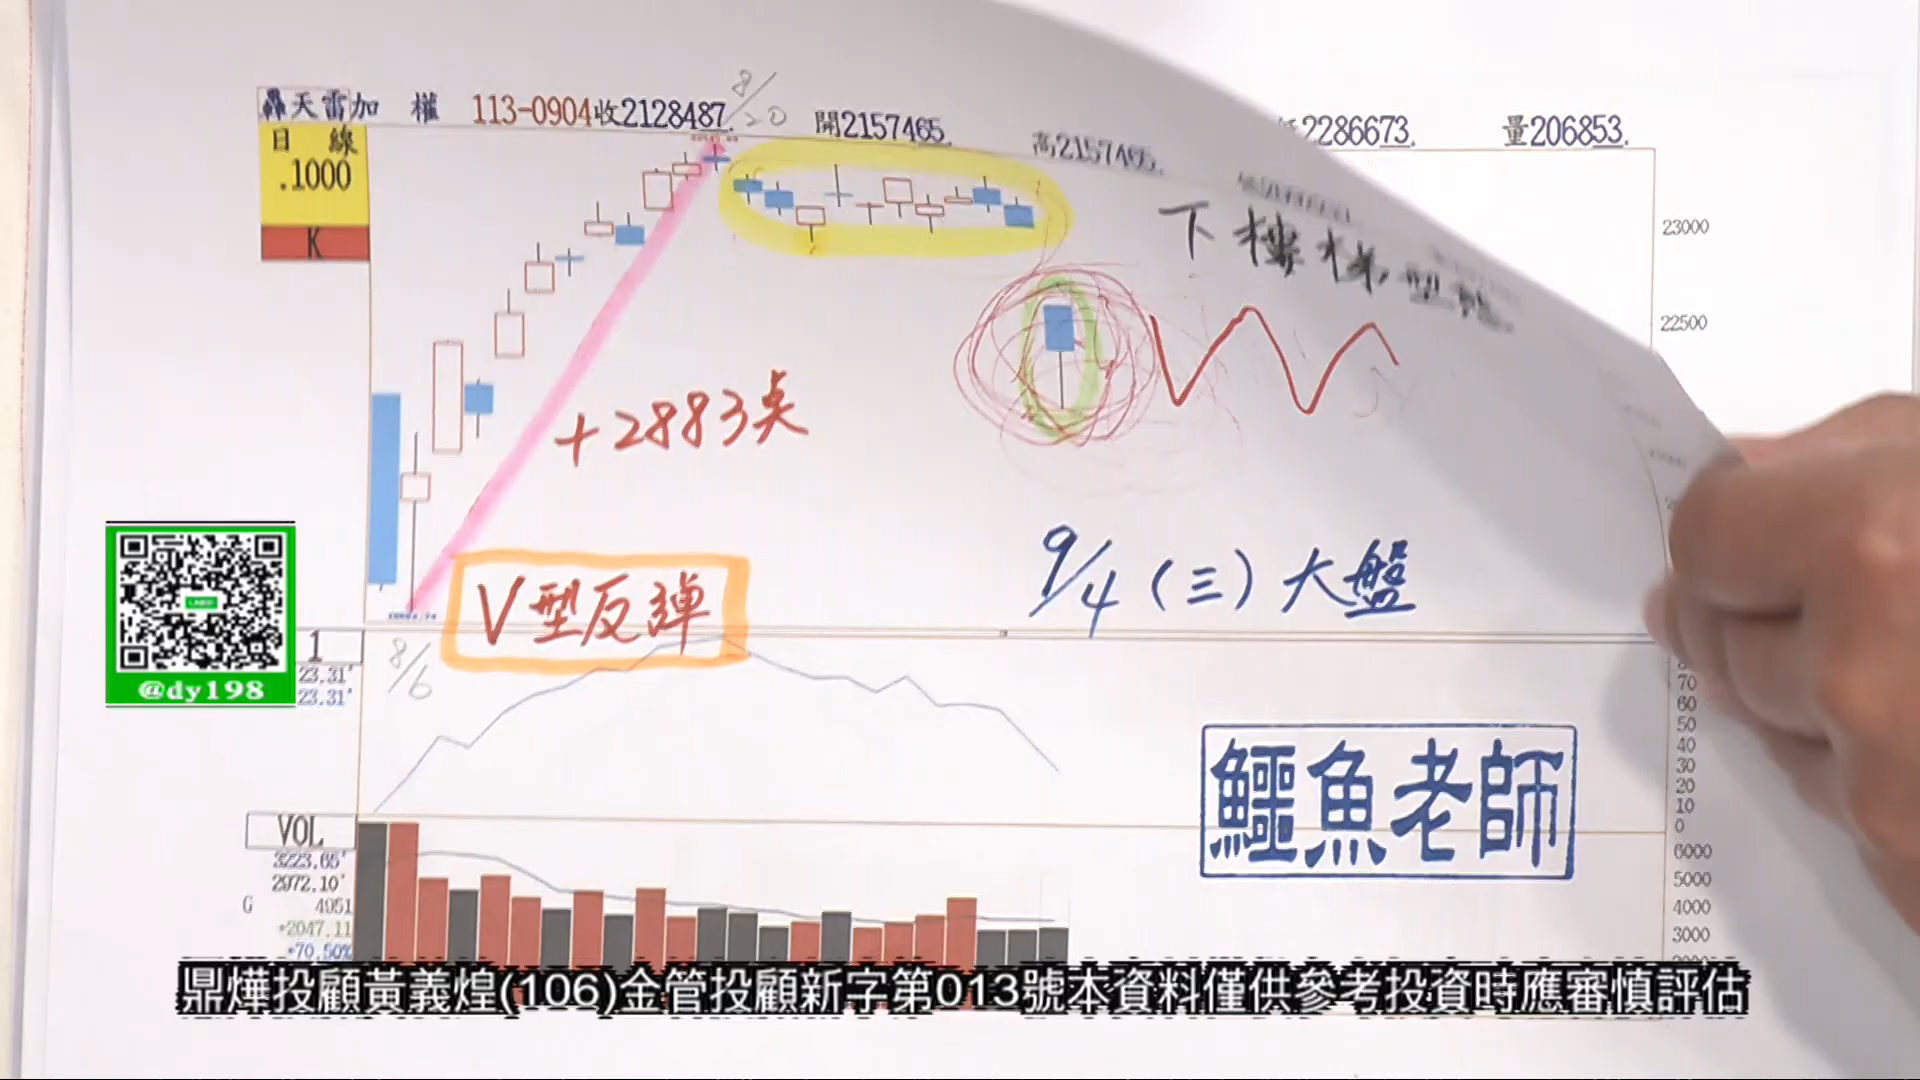 天雷加 權 113-0904收2128487. 開2157465. 高2157465. 2286673. 量206853.
8/20
日 線
.1000
K
下樓梯型態
23000
22500
+2883点
9/4(三)大盤
V型反彈
8/6
@dy198
1
23.31'
23.31'
70
60
50
40
30
20
10
0
鱷魚老師
VOL
3223.65'
2972.10'
G 4951
+2047.11
+70.50%
6000
5000
4000
3000
鼎燁投顧黃義煌(106)金管投顧新字第013號本資料僅供參考投資時應審慎評估